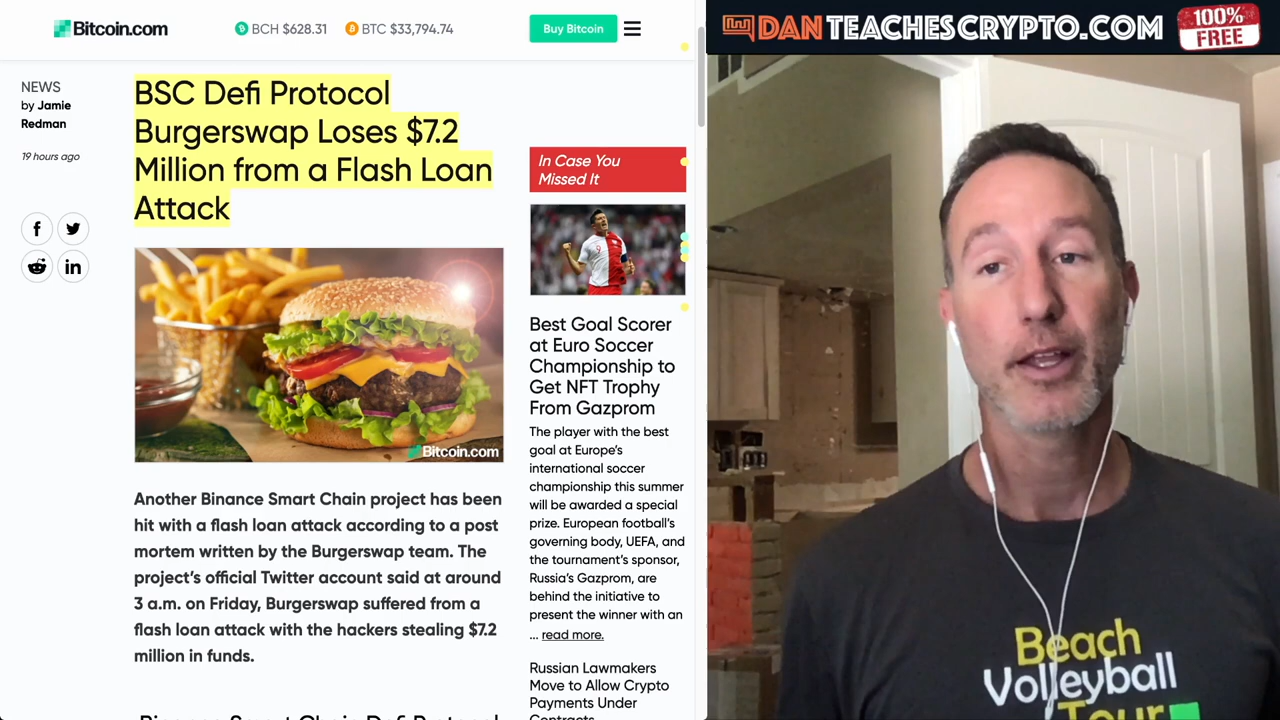 Bitcoin.com
BCH $628.31
BTC $33,794.74
Buy Bitcoin
NEWS
by Jamie
Redman
19 hours ago
BSC Defi Protocol
Burgerswap Loses $7.2
Million from a Flash Loan
Attack
Bitcoin.com
Another Binance Smart Chain project has been
hit with a flash loan attack according to a post
mortem written by the Burgerswap team. The
project’s official Twitter account said at around
3 a.m. on Friday, Burgerswap suffered from a
flash loan attack with the hackers stealing $7.2
million in funds.
Binance Smart Chain Defi Protocol
In Case You
Missed It
Best Goal Scorer
at Euro Soccer
Championship to
Get NFT Trophy
From Gazprom
The player with the best
goal at Europe’s
international soccer
championship this summer
will be awarded a special
prize. European football’s
governing body, UEFA, and
the tournament’s sponsor,
Russia’s Gazprom, are
behind the initiative to
present the winner with an
... read more.
Russian Lawmakers
Move to Allow Crypto
Payments Under
Contracts
DANTEACHESCRYPTO.COM
100%
FREE
Beach
Volleyball
Tour